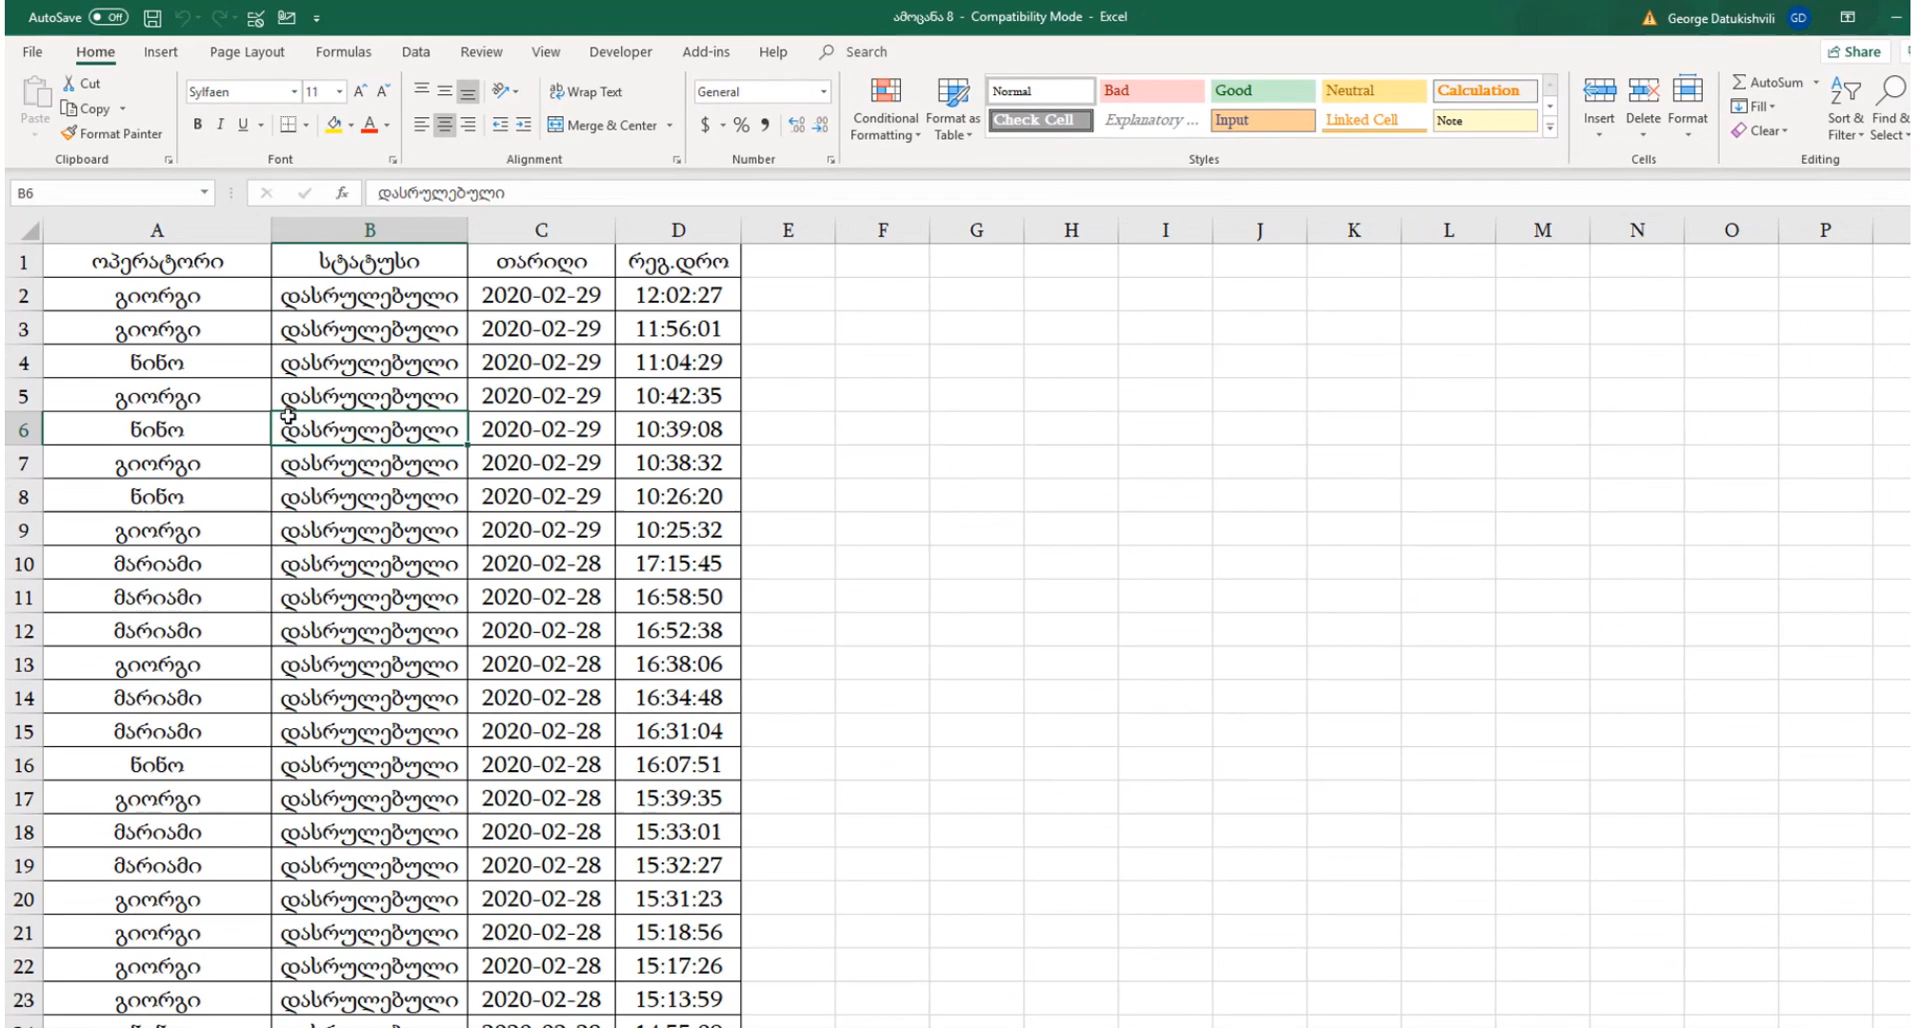 AutoSave Off ამოცანა 8 - Compatibility Mode - Excel George Datukishvili GD
File Home Insert Page Layout Formulas Data Review View Developer Add-ins Help Search Share
Paste Cut Copy Format Painter Clipboard
Sylfaen 11 B I U Font
Wrap Text Merge & Center Alignment
General $ % Number
Conditional Formatting Format as Table
Normal Bad Good Neutral Calculation
Check Cell Explanatory ... Input Linked Cell Note
Styles
Insert Delete Format Cells
AutoSum Fill Clear Sort & Filter Find & Select Editing
B6 fx დასრულებული
A B C D E F G H I J K L M N O P
1 ოპერატორი სტატუსი თარიღი რეგ.დრო
2 გიორგი დასრულებული 2020-02-29 12:02:27
3 გიორგი დასრულებული 2020-02-29 11:56:01
4 ნინო დასრულებული 2020-02-29 11:04:29
5 გიორგი დასრულებული 2020-02-29 10:42:35
6 ნინო დასრულებული 2020-02-29 10:39:08
7 გიორგი დასრულებული 2020-02-29 10:38:32
8 ნინო დასრულებული 2020-02-29 10:26:20
9 გიორგი დასრულებული 2020-02-29 10:25:32
10 მარიამი დასრულებული 2020-02-28 17:15:45
11 მარიამი დასრულებული 2020-02-28 16:58:50
12 მარიამი დასრულებული 2020-02-28 16:52:38
13 გიორგი დასრულებული 2020-02-28 16:38:06
14 მარიამი დასრულებული 2020-02-28 16:34:48
15 მარიამი დასრულებული 2020-02-28 16:31:04
16 ნინო დასრულებული 2020-02-28 16:07:51
17 გიორგი დასრულებული 2020-02-28 15:39:35
18 მარიამი დასრულებული 2020-02-28 15:33:01
19 მარიამი დასრულებული 2020-02-28 15:32:27
20 გიორგი დასრულებული 2020-02-28 15:31:23
21 გიორგი დასრულებული 2020-02-28 15:18:56
22 გიორგი დასრულებული 2020-02-28 15:17:26
23 გიორგი დასრულებული 2020-02-28 15:13:59